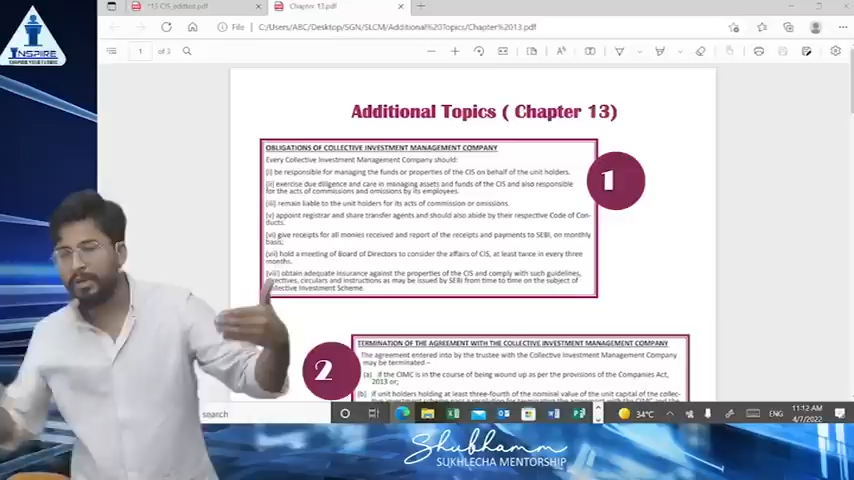 *13 CIS_edited.pdf
Chapter 13.pdf
File
C:/Users/ABC/Desktop/SGN/SLCM/Additional%20Topics/Chapter%2013.pdf
1
of 3
INSPIRE
Additional Topics ( Chapter 13)
OBLIGATIONS OF COLLECTIVE INVESTMENT MANAGEMENT COMPANY
Every Collective Investment Management Company should:
(i) be responsible for managing the funds or properties of the CIS on behalf of the unit holders.
(ii) exercise due diligence and care in managing assets and funds of the CIS and also responsible
for the acts of commissions and omissions by its employees.
(iii) remain liable to the unit holders for its acts of commission or omissions.
(v) appoint registrar and share transfer agents and should also abide by their respective Code of Con-
ducts.
(vi) give receipts for all monies received and report of the receipts and payments to SEBI, on monthly
basis.
(vii) hold a meeting of Board of Directors to consider the affairs of CIS, at least twice in every three
months.
(viii) obtain adequate insurance against the properties of the CIS and comply with such guidelines,
directives, circulars and instructions as may be issued by SEBI from time to time on the subject of
Collective Investment Scheme.
1
TERMINATION OF THE AGREEMENT WITH THE COLLECTIVE INVESTMENT MANAGEMENT COMPANY
The agreement entered into by the trustee with the Collective Investment Management Company
may be terminated –
(a) if the CIMC is in the course of being wound up as per the provisions of the Companies Act,
2013 or;
(b) if unit holders holding at least three-fourth of the nominal value of the unit capital of the collec-
2
search
34°C
ENG
11:12 AM
4/7/2022
Shubhamm
SUKHLECHA MENTORSHIP